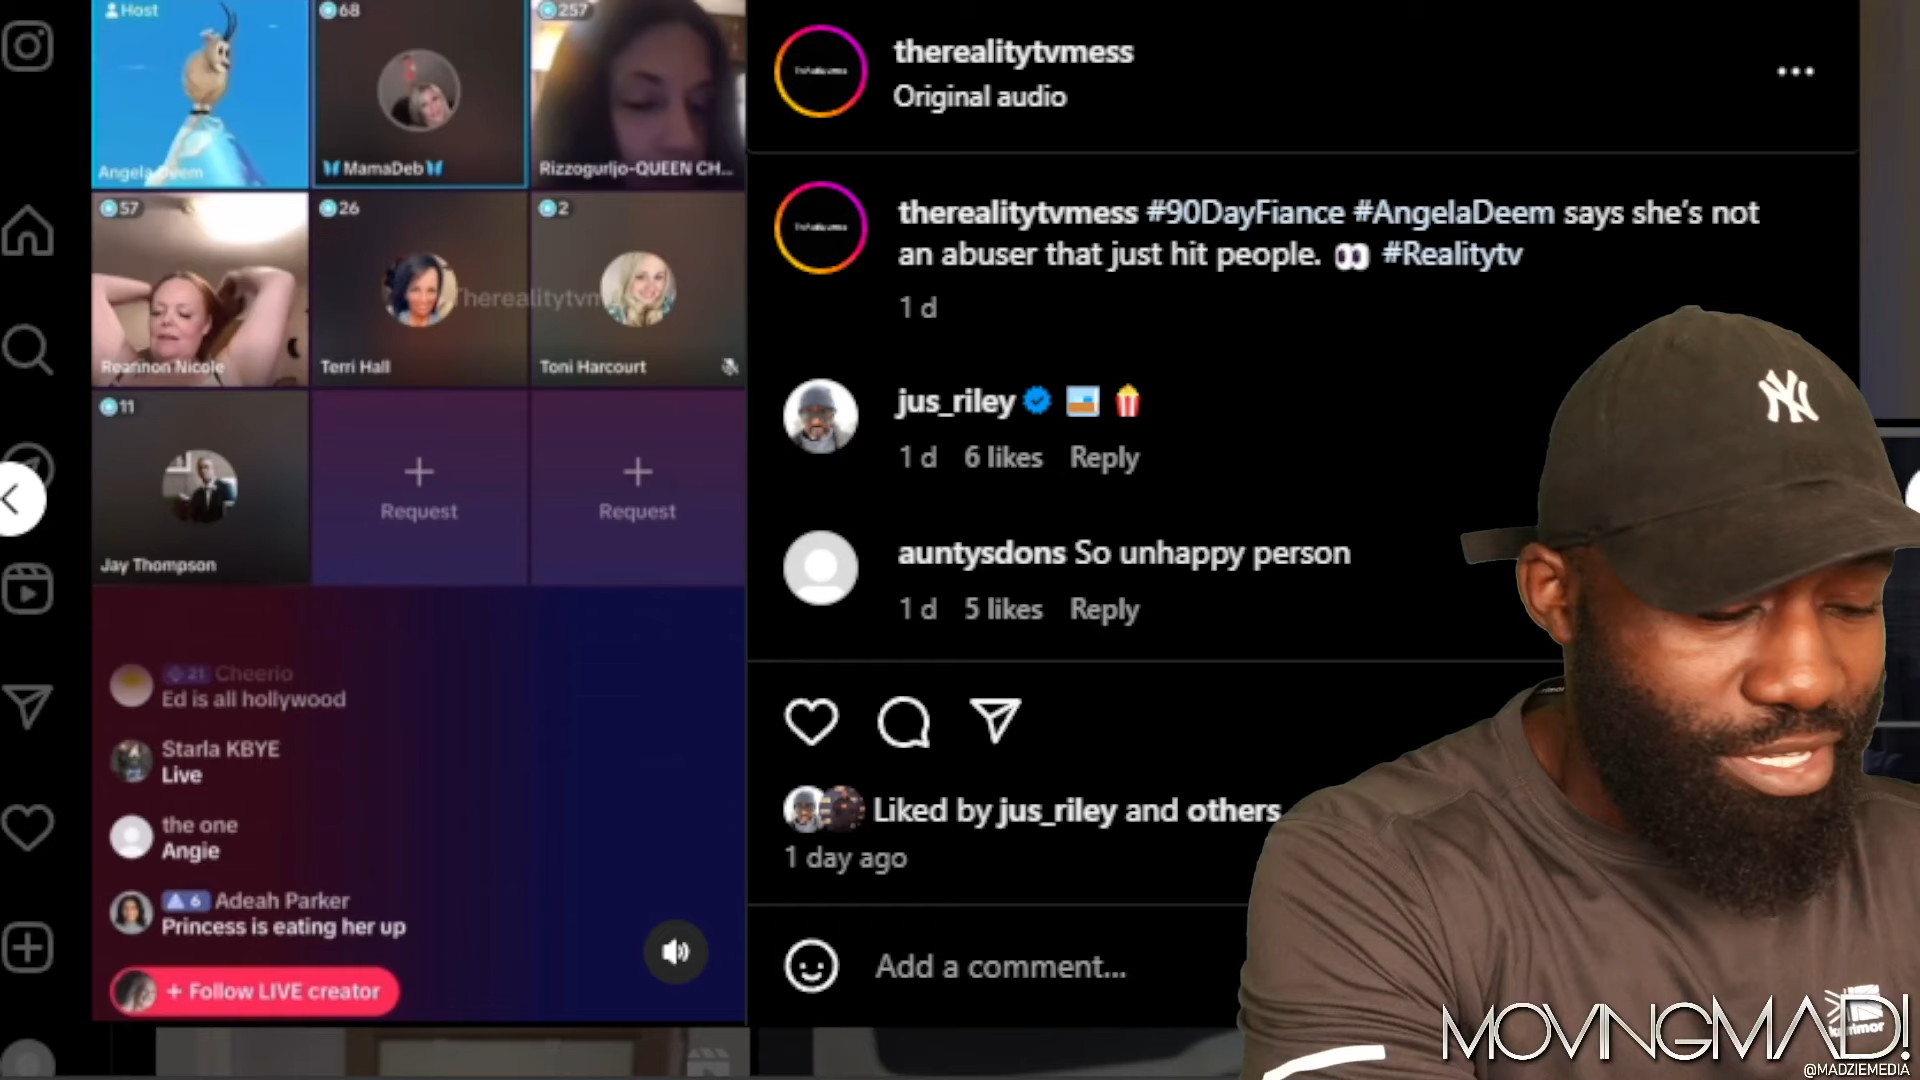 Host
68
257
Angela Deem
MamaDeb
Rizzogurljo-QUEEN CH...
57
26
2
Therealitytvm
Reannon Nicole
Terri Hall
Toni Harcourt
11
Request
Request
Jay Thompson
21 Cheerio
Ed is all hollywood
Starla KBYE
Live
the one
Angie
6 Adeah Parker
Princess is eating her up
+ Follow LIVE creator
therealitytvmess
Original audio
therealitytvmess #90DayFiance #AngelaDeem says she's not
an abuser that just hit people. 👀 #Realitytv
1 d
jus_riley 🖼️ 🍿
1 d 6 likes Reply
auntysdons So unhappy person
1 d 5 likes Reply
Liked by jus_riley and others
1 day ago
Add a comment...
NY
MOVINGMAD!
@MADZIEMEDIA